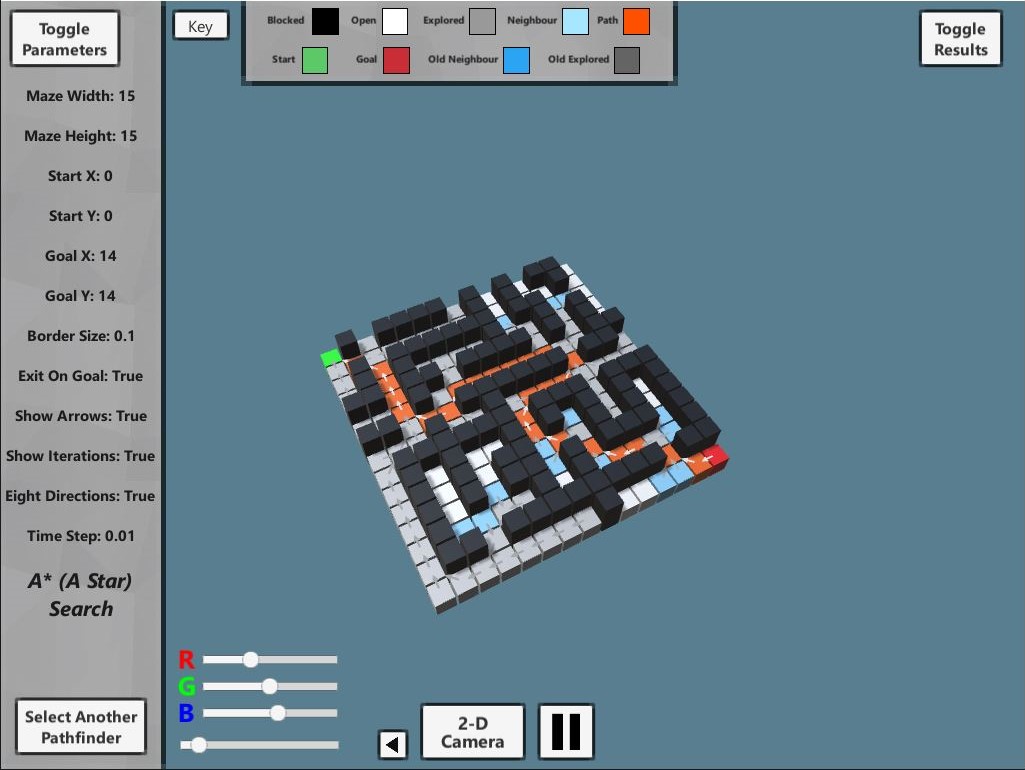 Toggle
Parameters
Maze Width: 15
Maze Height: 15
Start X: 0
Start Y: 0
Goal X: 14
Goal Y: 14
Border Size: 0.1
Exit On Goal: True
Show Arrows: True
Show Iterations: True
Eight Directions: True
Time Step: 0.01
A* (A Star)
Search
Select Another
Pathfinder
Key
Blocked Open Explored Neighbour Path
Start Goal Old Neighbour Old Explored
Toggle
Results
R
G
B
2-D
Camera